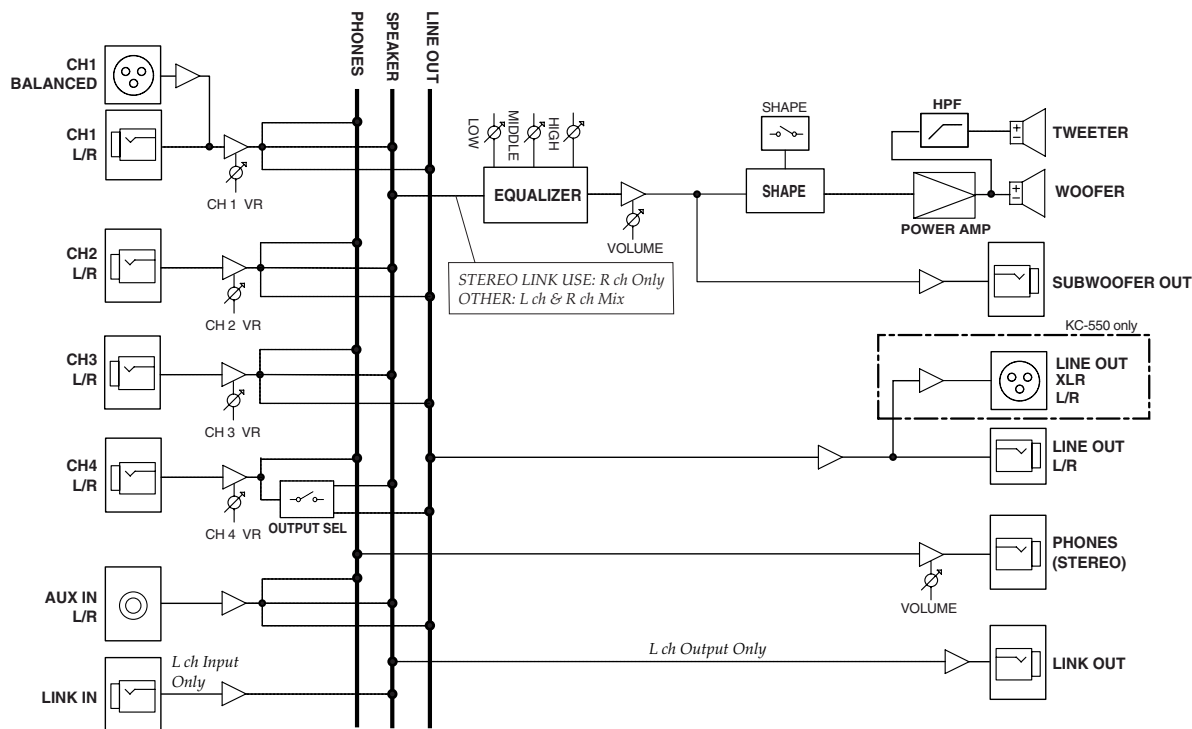 PHONES
SPEAKER
LINE OUT
CH1
BALANCED
CH1
L/R
CH 1 VR
CH2
L/R
CH 2 VR
CH3
L/R
CH 3 VR
CH4
L/R
CH 4 VR
OUTPUT SEL
AUX IN
L/R
LINK IN
L ch Input
Only
LOW
MIDDLE
HIGH
EQUALIZER
VOLUME
STEREO LINK USE: R ch Only
OTHER: L ch & R ch Mix
SHAPE
SHAPE
HPF
TWEETER
WOOFER
POWER AMP
SUBWOOFER OUT
KC-550 only
LINE OUT
XLR
L/R
LINE OUT
L/R
PHONES
(STEREO)
VOLUME
L ch Output Only
LINK OUT